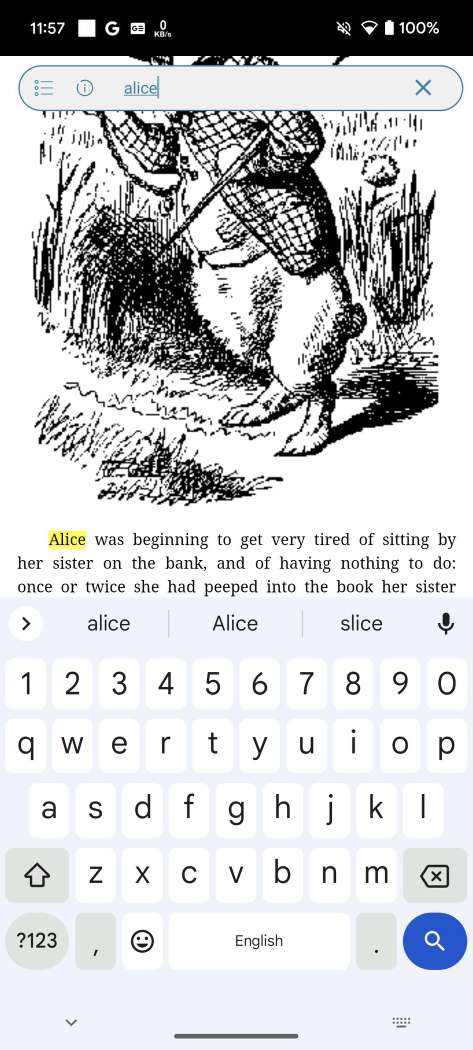 11:57 G GE 0 KB/s 100%
alice
Alice was beginning to get very tired of sitting by
her sister on the bank, and of having nothing to do:
once or twice she had peeped into the book her sister
alice Alice slice
1 2 3 4 5 6 7 8 9 0
q w e r t y u i o p
a s d f g h j k l
z x c v b n m
?123 , English .